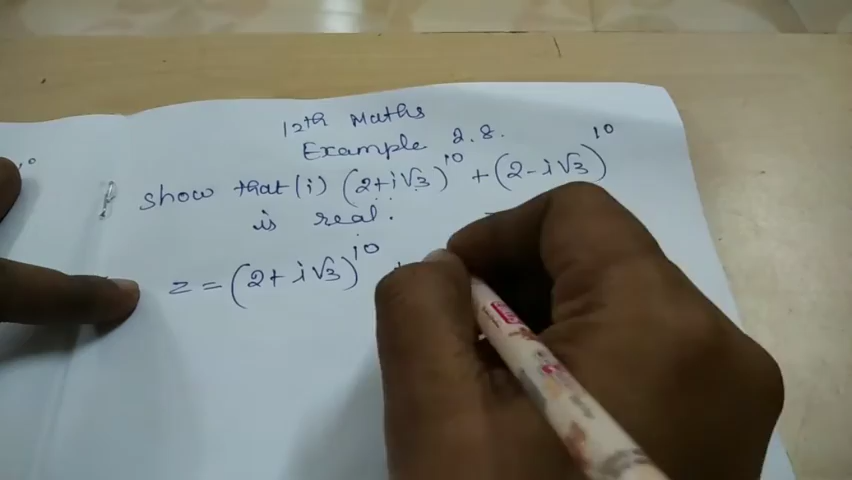 12th Maths
Example 2.8.
show that (i) (2+i√3)^10 + (2-i√3)^10
is real.
z = (2+ i√3)^10 +